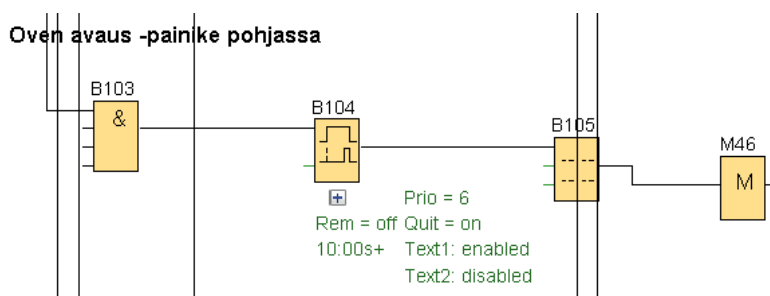 Oven avaus -painike pohjassa
B103
&
B104
B105
M46
M
Prio = 6
Rem = off Quit = on
10:00s+ Text1: enabled
Text2: disabled